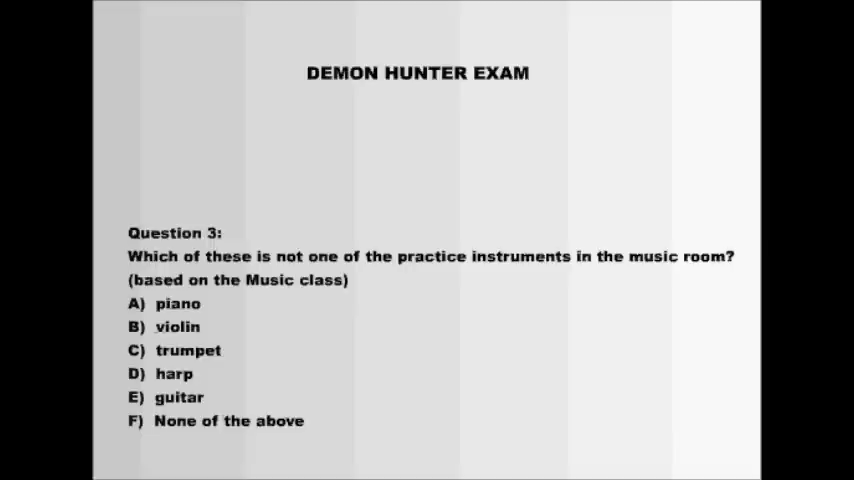 DEMON HUNTER EXAM
Question 3:
Which of these is not one of the practice instruments in the music room?
(based on the Music class)
A) piano
B) violin
C) trumpet
D) harp
E) guitar
F) None of the above